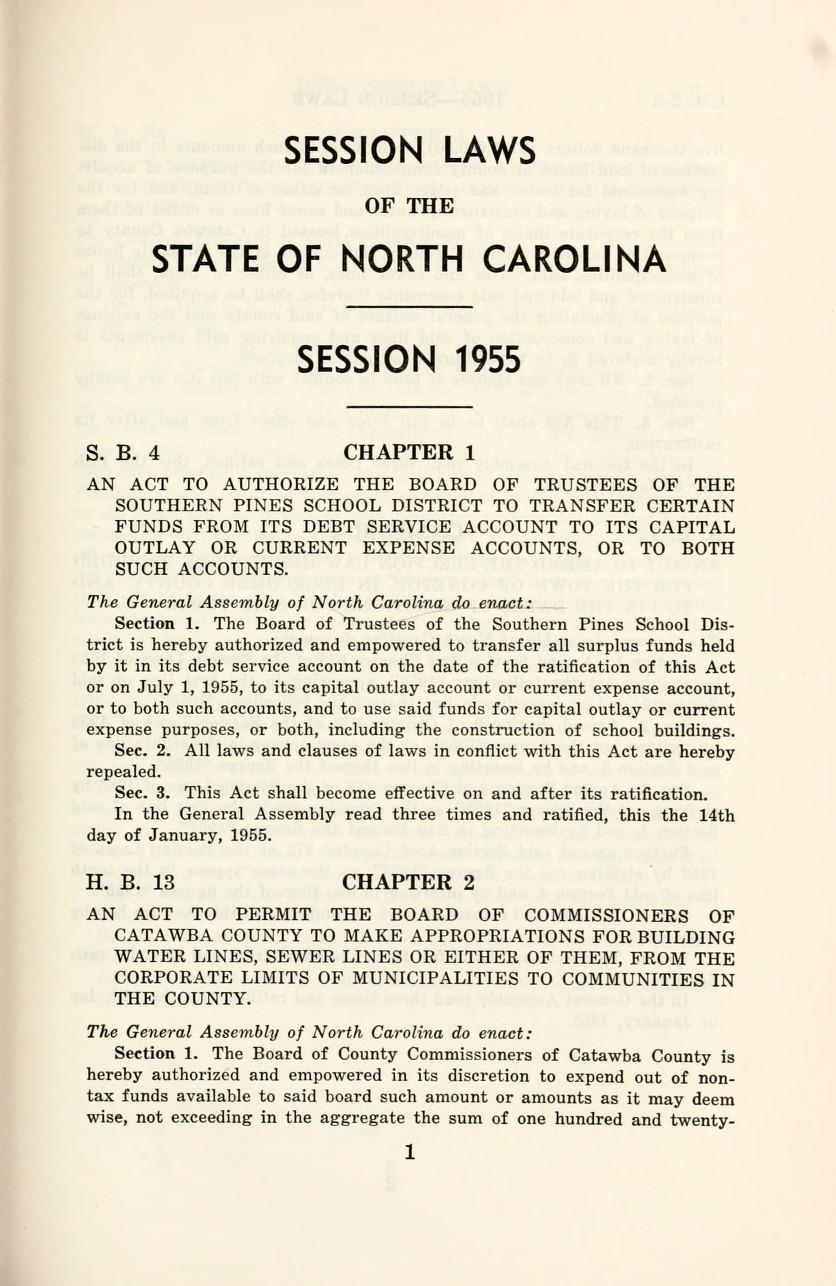 SESSION LAWS
OF THE
STATE OF NORTH CAROLINA
SESSION 1955
S. B. 4 CHAPTER 1
AN ACT TO AUTHORIZE THE BOARD OF TRUSTEES OF THE
SOUTHERN PINES SCHOOL DISTRICT TO TRANSFER CERTAIN
FUNDS FROM ITS DEBT SERVICE ACCOUNT TO ITS CAPITAL
OUTLAY OR CURRENT EXPENSE ACCOUNTS, OR TO BOTH
SUCH ACCOUNTS.
The General Assembly of North Carolina do enact:
Section 1. The Board of Trustees of the Southern Pines School Dis-
trict is hereby authorized and empowered to transfer all surplus funds held
by it in its debt service account on the date of the ratification of this Act
or on July 1, 1955, to its capital outlay account or current expense account,
or to both such accounts, and to use said funds for capital outlay or current
expense purposes, or both, including the construction of school buildings.
Sec. 2. All laws and clauses of laws in conflict with this Act are hereby
repealed.
Sec. 3. This Act shall become effective on and after its ratification.
In the General Assembly read three times and ratified, this the 14th
day of January, 1955.
H. B. 13 CHAPTER 2
AN ACT TO PERMIT THE BOARD OF COMMISSIONERS OF
CATAWBA COUNTY TO MAKE APPROPRIATIONS FOR BUILDING
WATER LINES, SEWER LINES OR EITHER OF THEM, FROM THE
CORPORATE LIMITS OF MUNICIPALITIES TO COMMUNITIES IN
THE COUNTY.
The General Assembly of North Carolina do enact:
Section 1. The Board of County Commissioners of Catawba County is
hereby authorized and empowered in its discretion to expend out of non-
tax funds available to said board such amount or amounts as it may deem
wise, not exceeding in the aggregate the sum of one hundred and twenty-
1